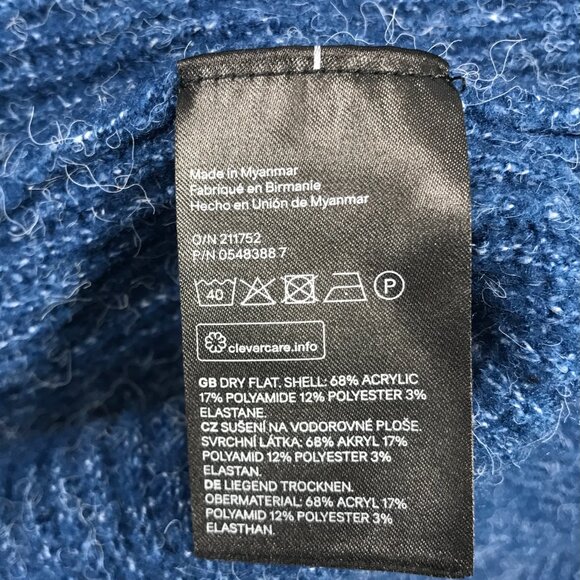 Made in Myanmar
Fabriqué en Birmanie
Hecho en Unión de Myanmar
O/N 211752
P/N 0548388 7
40 P
clevercare.info
GB DRY FLAT. SHELL: 68% ACRYLIC
17% POLYAMIDE 12% POLYESTER 3%
ELASTANE.
CZ SUŠENÍ NA VODOROVNÉ PLOŠE.
SVRCHNÍ LÁTKA: 68% AKRYL 17%
POLYAMID 12% POLYESTER 3%
ELASTAN.
DE LIEGEND TROCKNEN.
OBERMATERIAL: 68% ACRYL 17%
POLYAMID 12% POLYESTER 3%
ELASTHAN.